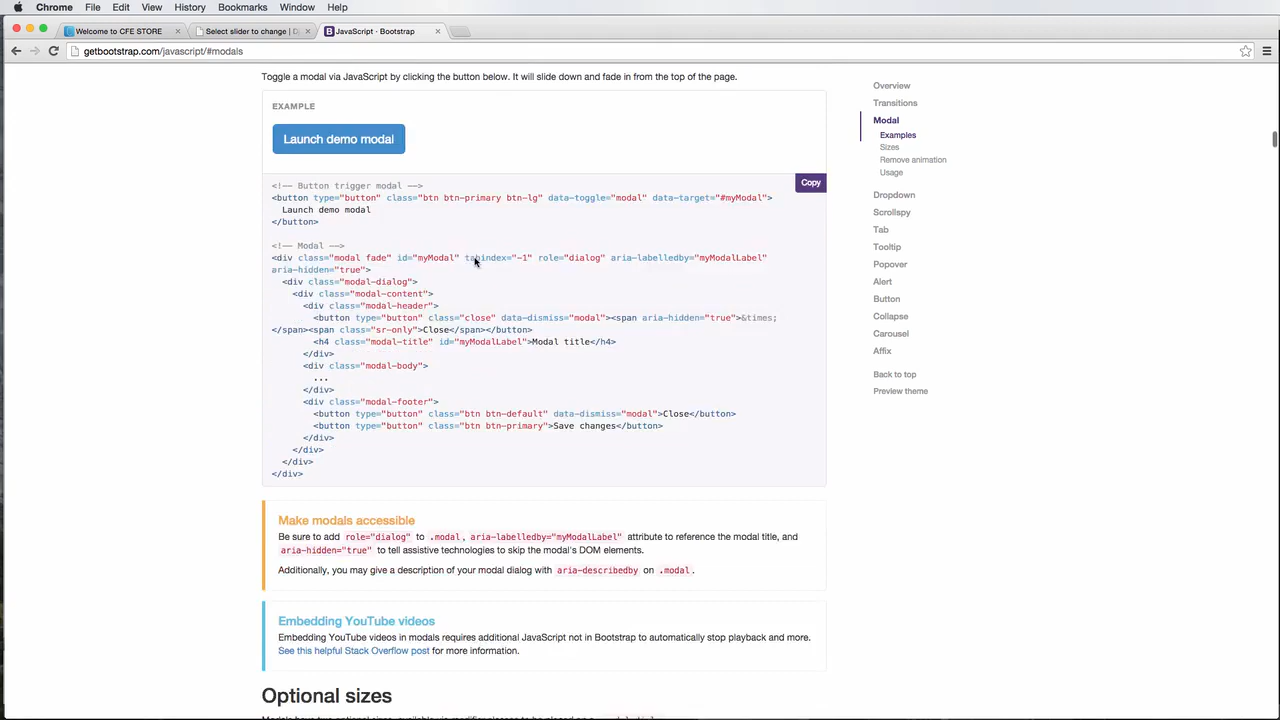 Chrome File Edit View History Bookmarks Window Help
Welcome to CFE STORE × Select slider to change | Dj × JavaScript · Bootstrap ×
getbootstrap.com/javascript/#modals
Toggle a modal via JavaScript by clicking the button below. It will slide down and fade in from the top of the page.
EXAMPLE
Launch demo modal
Copy
<!-- Button trigger modal -->
<button type="button" class="btn btn-primary btn-lg" data-toggle="modal" data-target="#myModal">
Launch demo modal
</button>
<!-- Modal -->
<div class="modal fade" id="myModal" tabindex="-1" role="dialog" aria-labelledby="myModalLabel"
aria-hidden="true">
<div class="modal-dialog">
<div class="modal-content">
<div class="modal-header">
<button type="button" class="close" data-dismiss="modal"><span aria-hidden="true">&times;
</span><span class="sr-only">Close</span></button>
<h4 class="modal-title" id="myModalLabel">Modal title</h4>
</div>
<div class="modal-body">
...
</div>
<div class="modal-footer">
<button type="button" class="btn btn-default" data-dismiss="modal">Close</button>
<button type="button" class="btn btn-primary">Save changes</button>
</div>
</div>
</div>
</div>
Make modals accessible
Be sure to add role="dialog" to .modal, aria-labelledby="myModalLabel" attribute to reference the modal title, and
aria-hidden="true" to tell assistive technologies to skip the modal's DOM elements.
Additionally, you may give a description of your modal dialog with aria-describedby on .modal.
Embedding YouTube videos
Embedding YouTube videos in modals requires additional JavaScript not in Bootstrap to automatically stop playback and more.
See this helpful Stack Overflow post for more information.
Optional sizes
Overview
Transitions
Modal
Examples
Sizes
Remove animation
Usage
Dropdown
Scrollspy
Tab
Tooltip
Popover
Alert
Button
Collapse
Carousel
Affix
Back to top
Preview theme